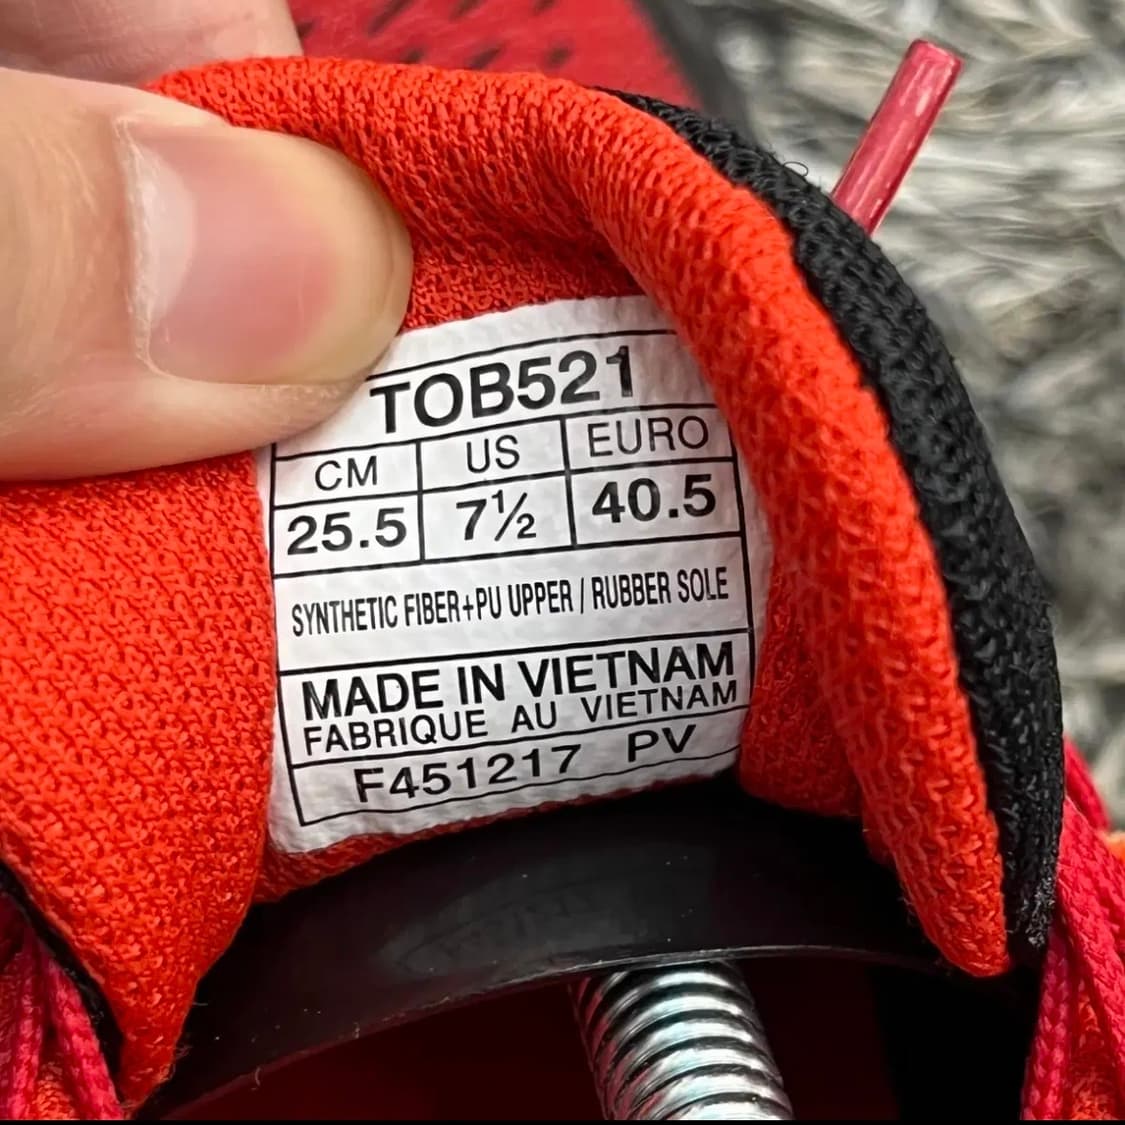 TOB521
CM US EURO
25.5 7½ 40.5
SYNTHETIC FIBER+PU UPPER / RUBBER SOLE
MADE IN VIETNAM
FABRIQUE AU VIETNAM
F451217 PV